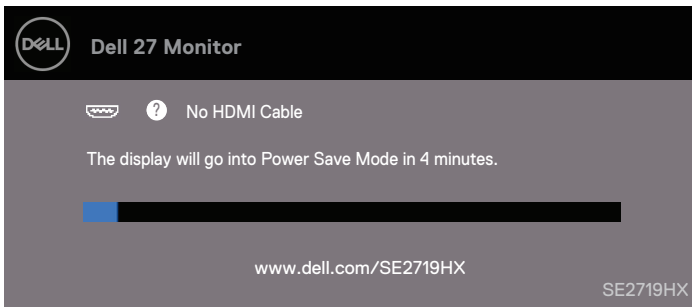 DELL
Dell 27 Monitor
? No HDMI Cable
The display will go into Power Save Mode in 4 minutes.
www.dell.com/SE2719HX
SE2719HX